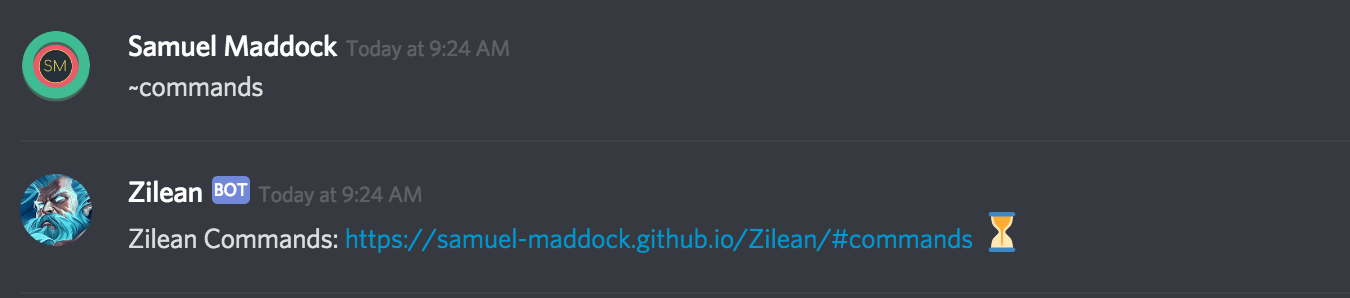 SM
Samuel Maddock Today at 9:24 AM
~commands
Zilean BOT Today at 9:24 AM
Zilean Commands: https://samuel-maddock.github.io/Zilean/#commands ⏳